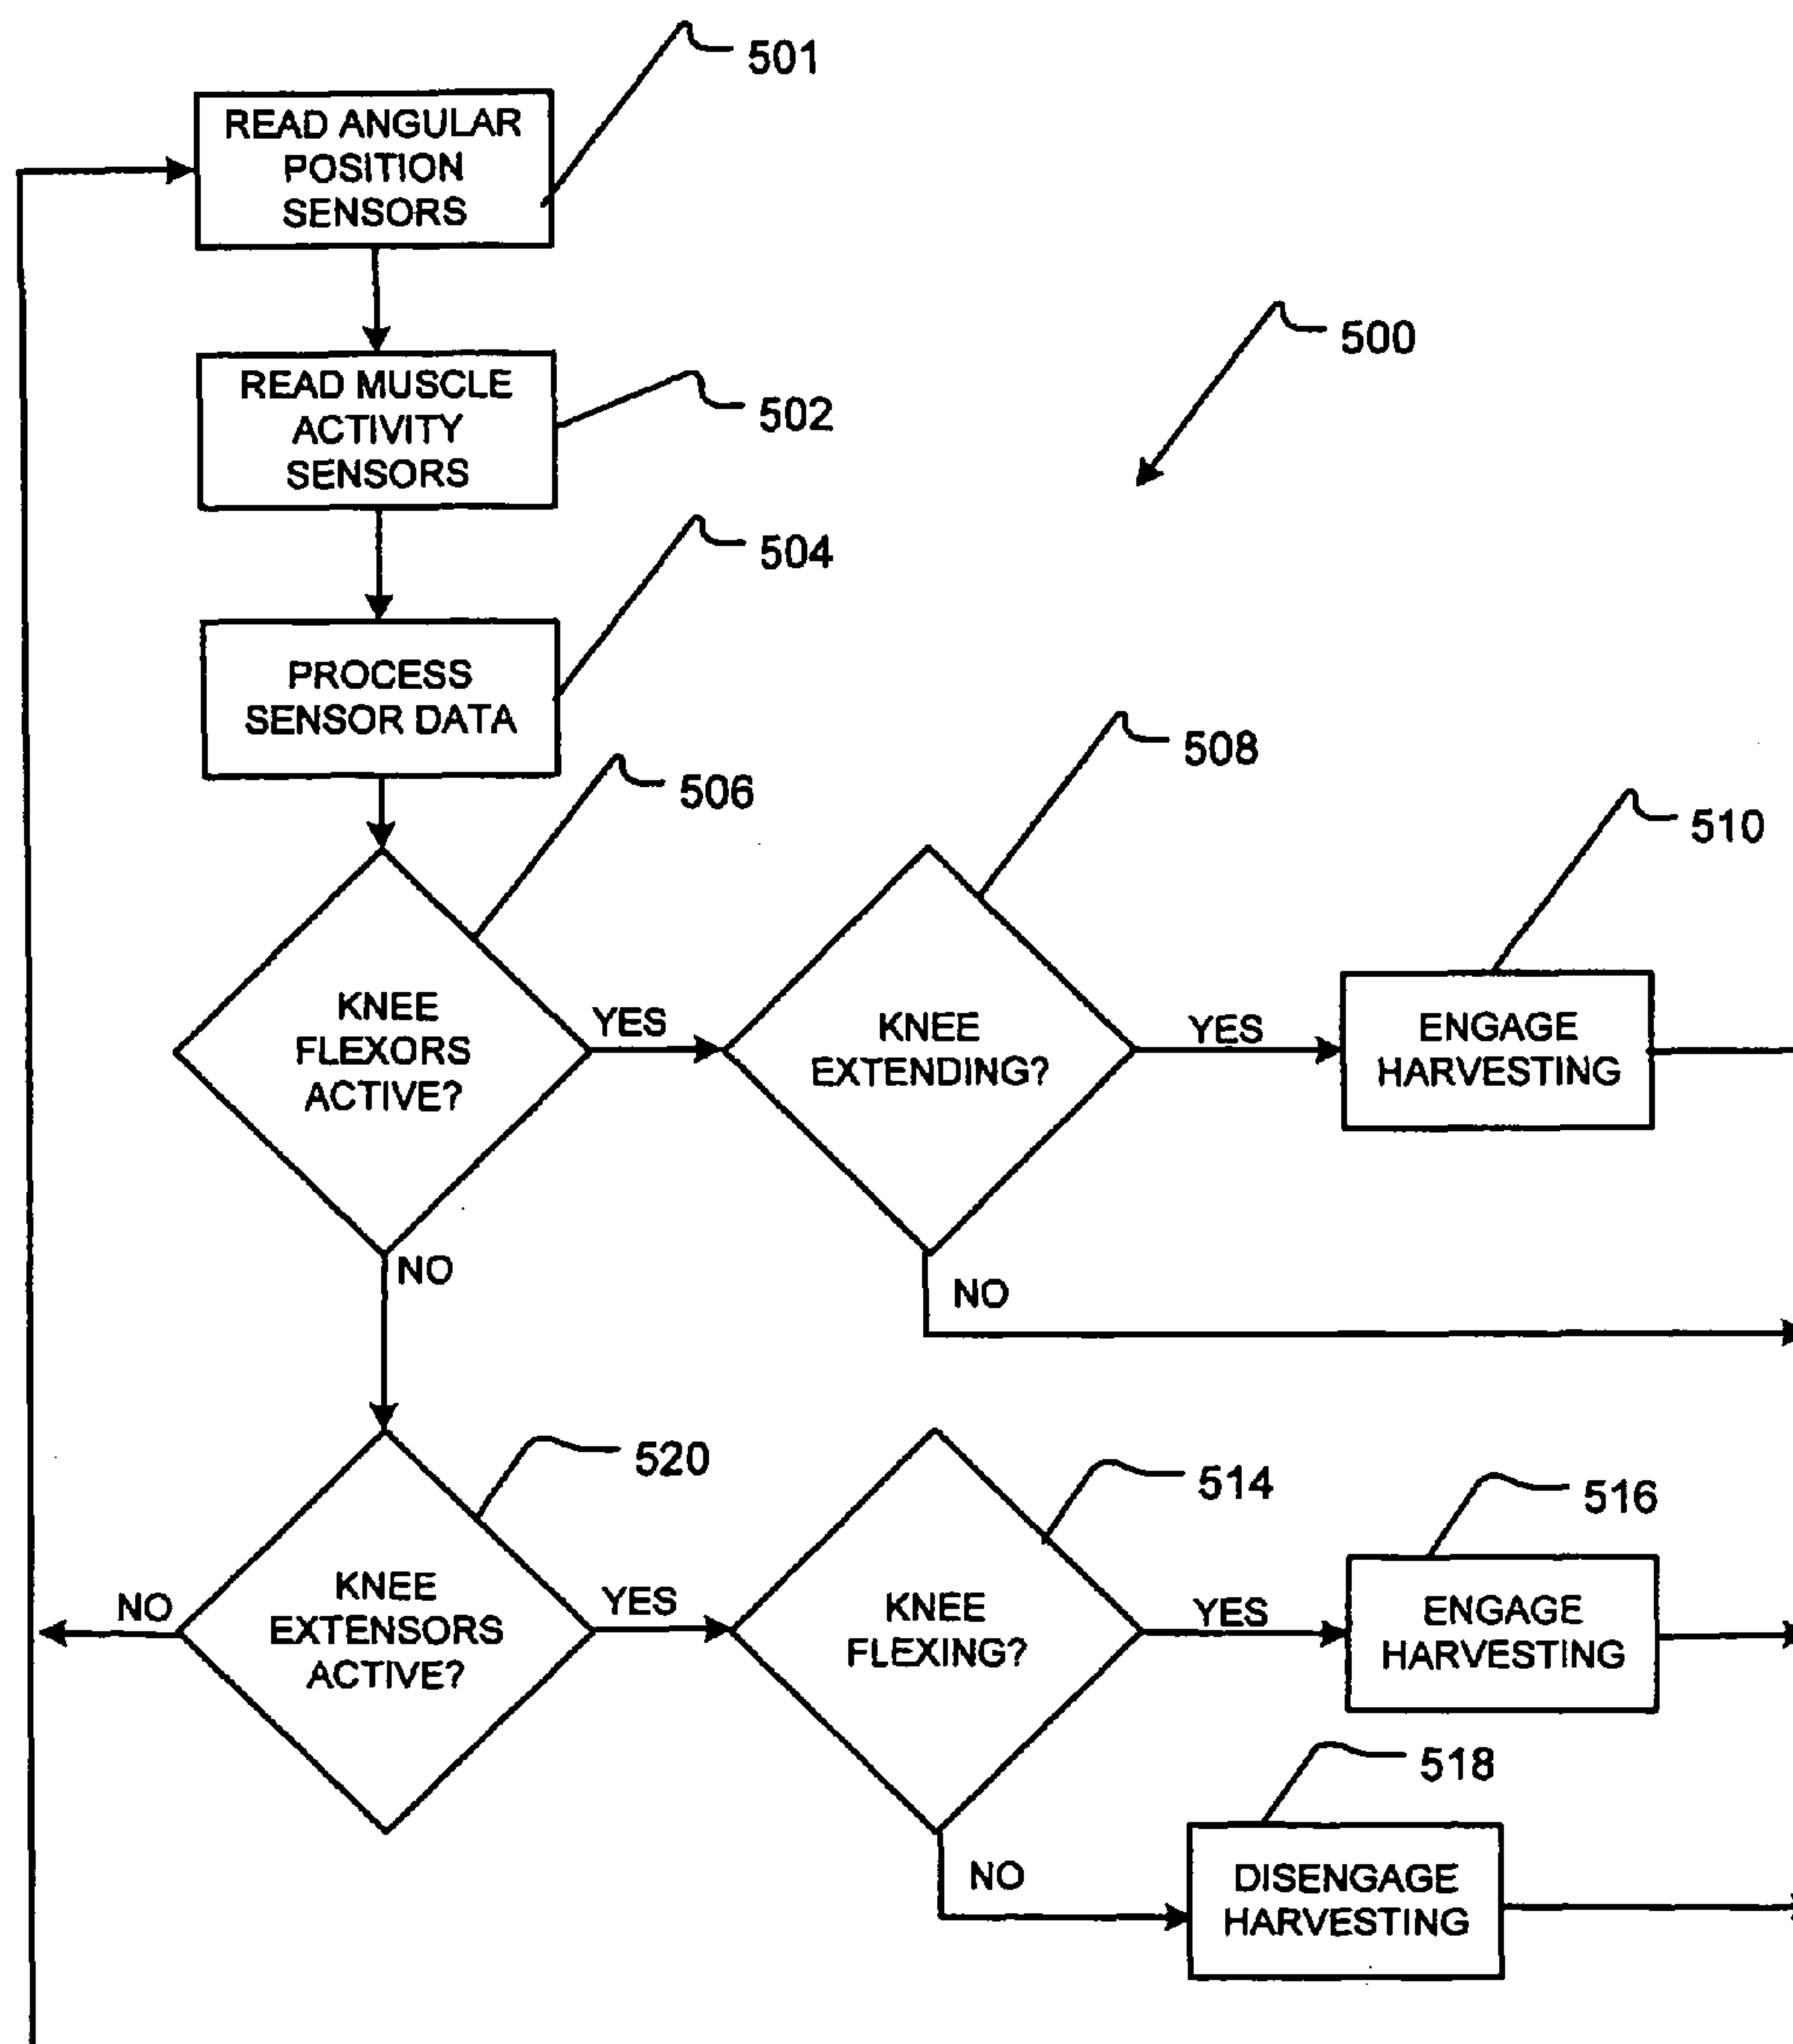 501
READ ANGULAR
POSITION
SENSORS
500
READ MUSCLE
ACTIVITY
SENSORS
502
504
PROCESS
SENSOR DATA
506
508
510
KNEE
FLEXORS
ACTIVE?
YES
KNEE
EXTENDING?
YES
ENGAGE
HARVESTING
NO
NO
520
514
516
NO
KNEE
EXTENSORS
ACTIVE?
YES
KNEE
FLEXING?
YES
ENGAGE
HARVESTING
518
NO
DISENGAGE
HARVESTING